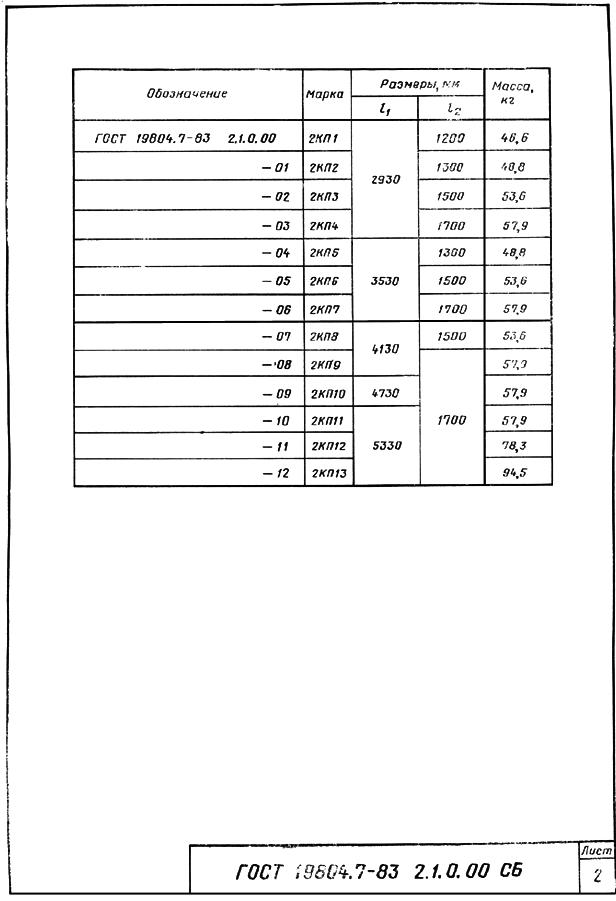 Обозначение Марка Размеры, мм Масса, кг
l1 l2
ГОСТ 19804.7-83 2.1.0.00 2КП1 2930 1200 46,6
-01 2КП2 1300 48,8
-02 2КП3 1500 53,6
-03 2КП4 1700 57,9
-04 2КП5 3530 1300 48,8
-05 2КП6 1500 53,6
-06 2КП7 1700 57,9
-07 2КП8 4130 1500 53,6
-08 2КП9 1700 57,9
-09 2КП10 4730 57,9
-10 2КП11 5330 57,9
-11 2КП12 78,3
-12 2КП13 94,5
ГОСТ 19804.7-83 2.1.0.00 СБ
Лист
2